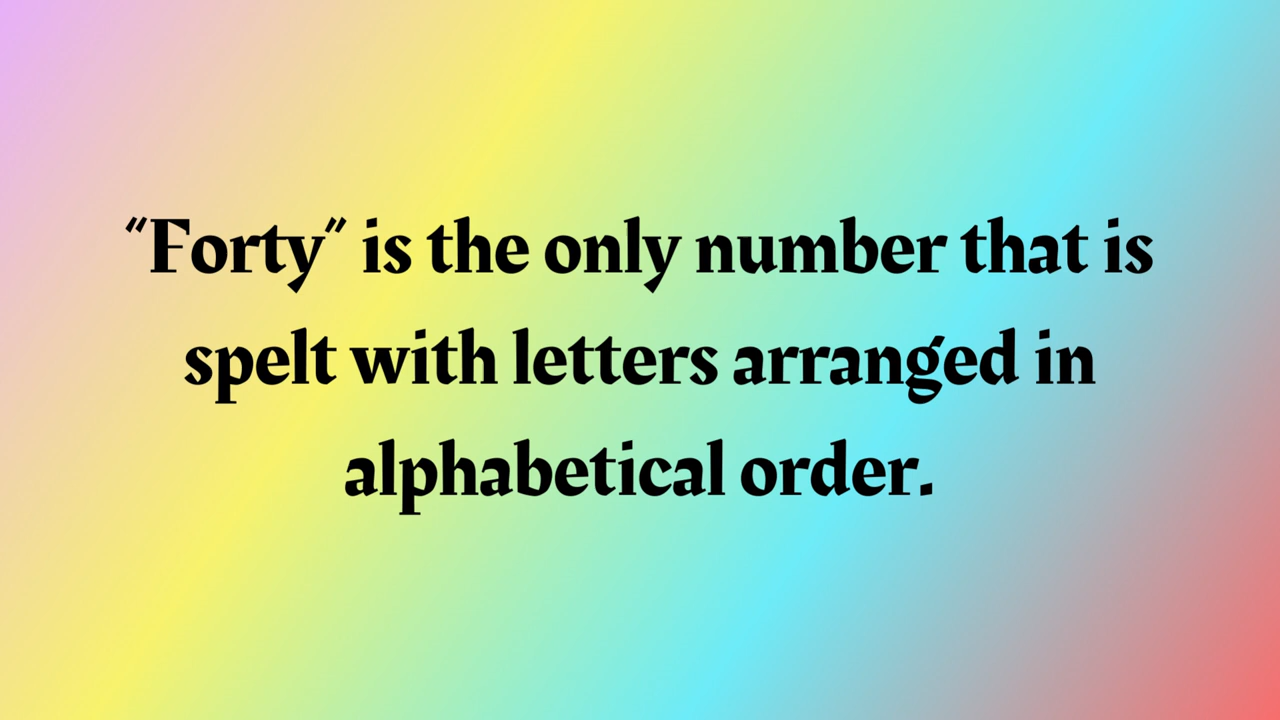 "Forty" is the only number that is
spelt with letters arranged in
alphabetical order.